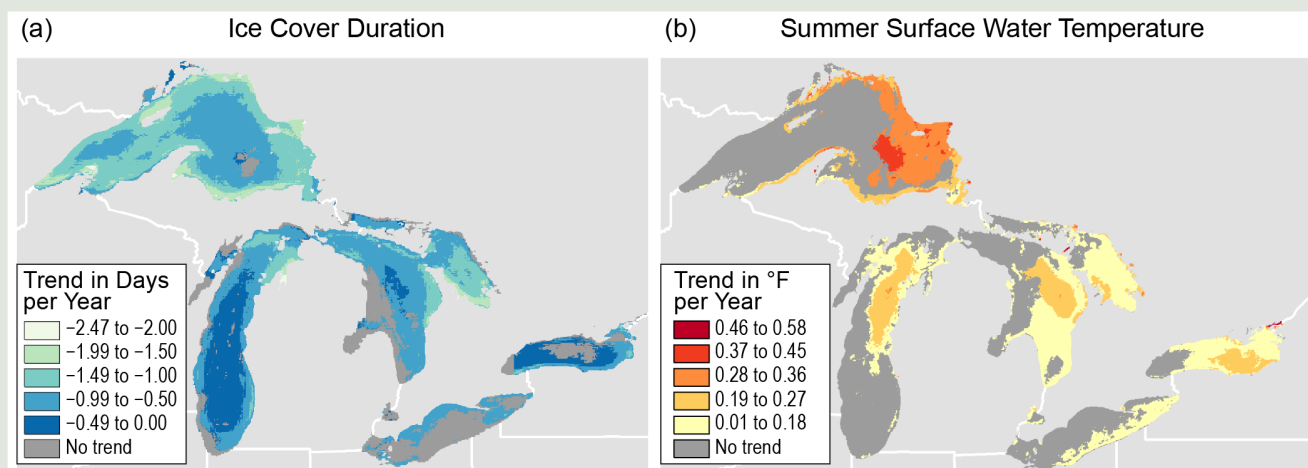 (a) Ice Cover Duration
Trend in Days
per Year
−2.47 to −2.00
−1.99 to −1.50
−1.49 to −1.00
−0.99 to −0.50
−0.49 to 0.00
No trend
(b) Summer Surface Water Temperature
Trend in °F
per Year
0.46 to 0.58
0.37 to 0.45
0.28 to 0.36
0.19 to 0.27
0.01 to 0.18
No trend